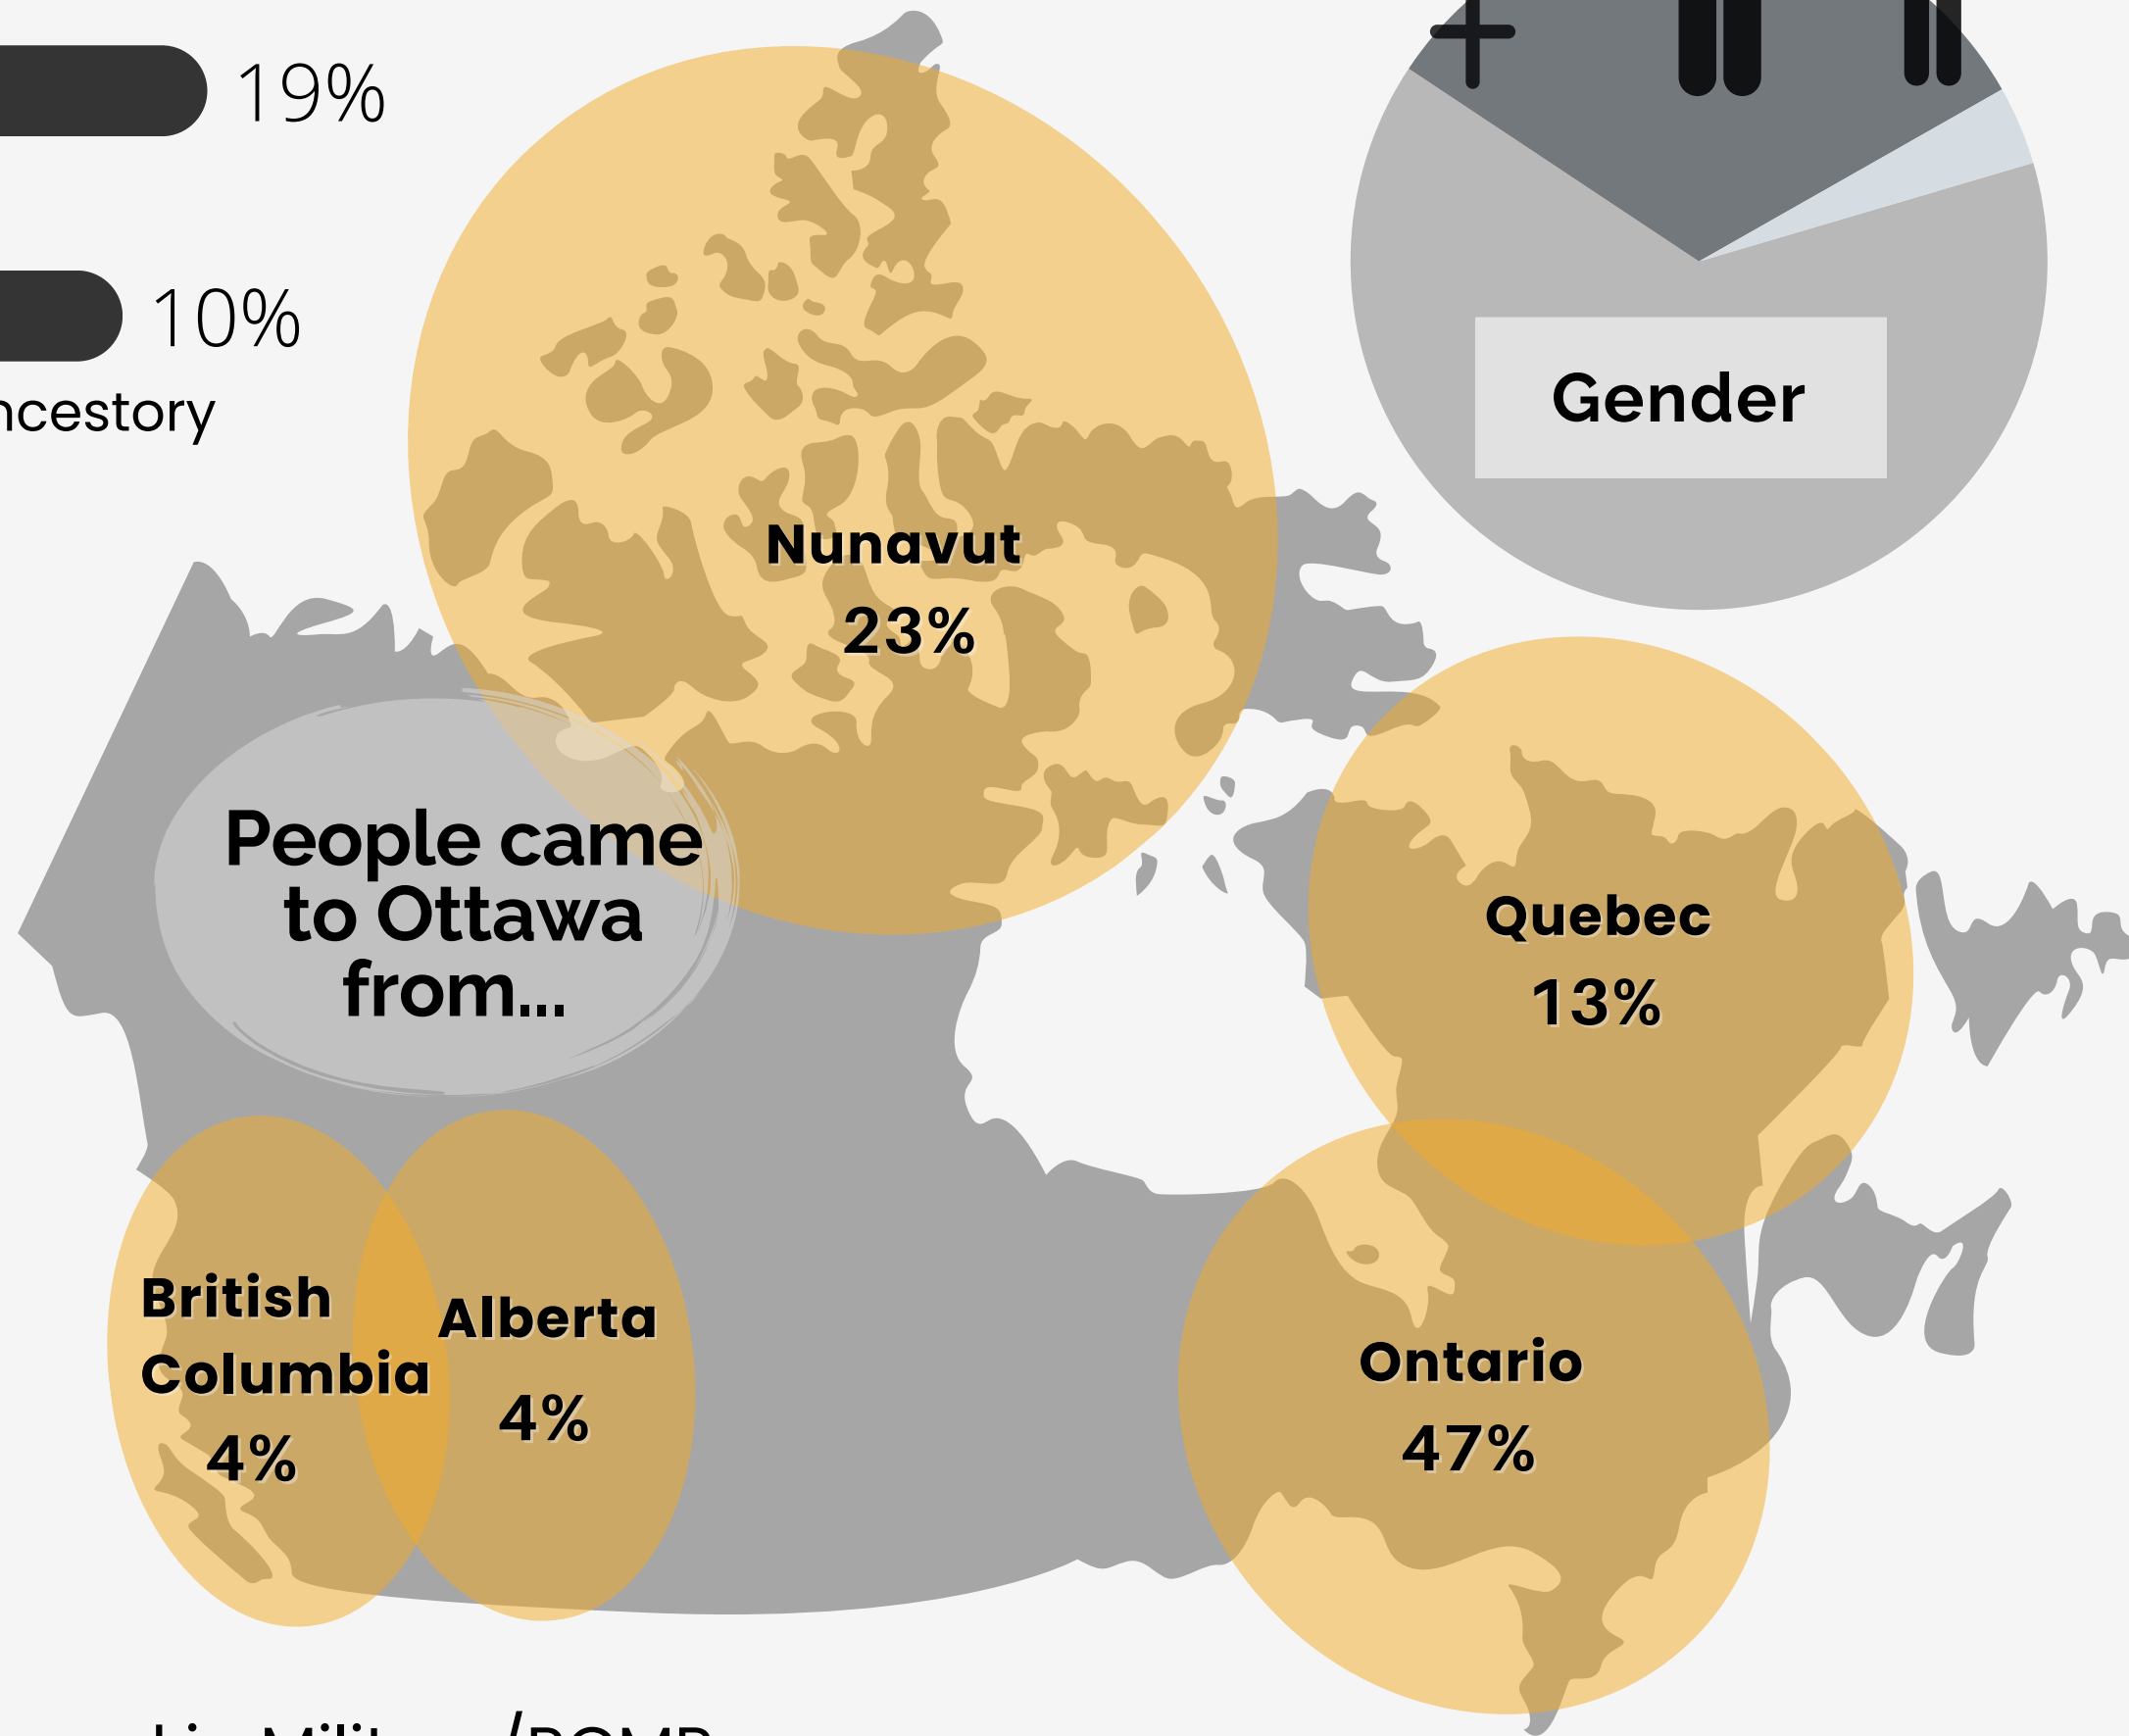 19%
10%
ncestory
Gender
Nunavut
23%
People came
to Ottawa
from...
Quebec
13%
British
Columbia
4%
Alberta
4%
Ontario
47%